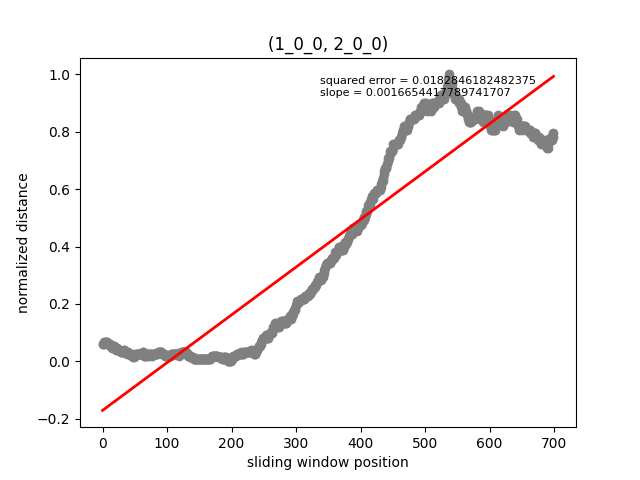 (1_0_0, 2_0_0)
squared error = 0.0182846182482375
slope = 0.0016654417789741707
1.0
0.8
0.6
0.4
0.2
0.0
−0.2
normalized distance
0 100 200 300 400 500 600 700
sliding window position